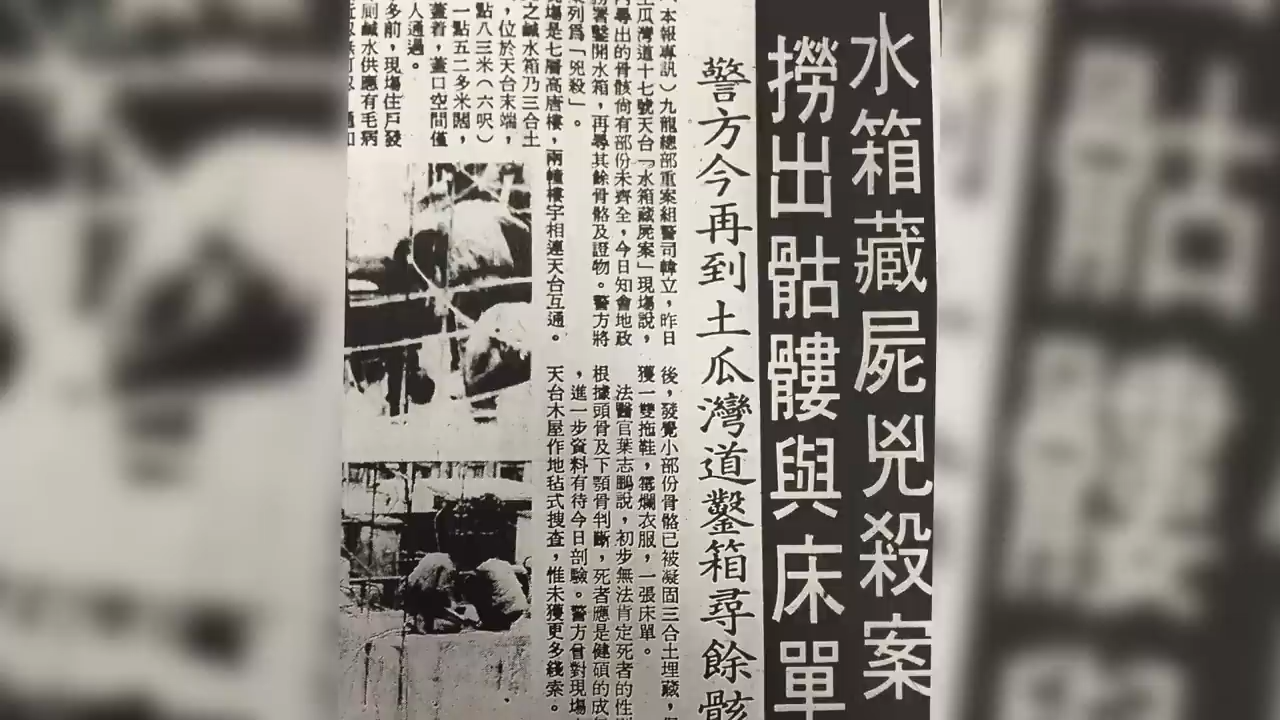 水箱藏屍兇殺案
撈出骷髏與床單
警方今再到土瓜灣道鑿箱尋餘骸
本報專訊）九龍總部重案組警司韓立，昨日
土瓜灣道十七號天台「水箱藏屍案」現場說，
尋出的骨骸尚有部份未齊全，今日知會地政
署鑿開水箱，再尋其餘骨骼及證物。警方將
列爲「兇殺」。
場是七層高唐樓，兩幢樓宇相連天台互通。
之鹹水箱乃三合土
，位於天台末端，
點八三米（六呎）
一點五二多米闊，
蓋着，蓋口空間僅
人通過。
多前，現場住戶發
厠鹹水供應有毛病
後，發覺小部份骨骼已被凝固三合土埋藏，
獲一雙拖鞋，霉爛衣服，一張床單。
法醫官葉志鵬說，初步無法肯定死者的性
根據頭骨及下顎骨判斷，死者應是健碩的成
，進一步資料有待今日剖驗。警方曾對現場
天台木屋作地毡式搜查，惟未獲更多綫索。